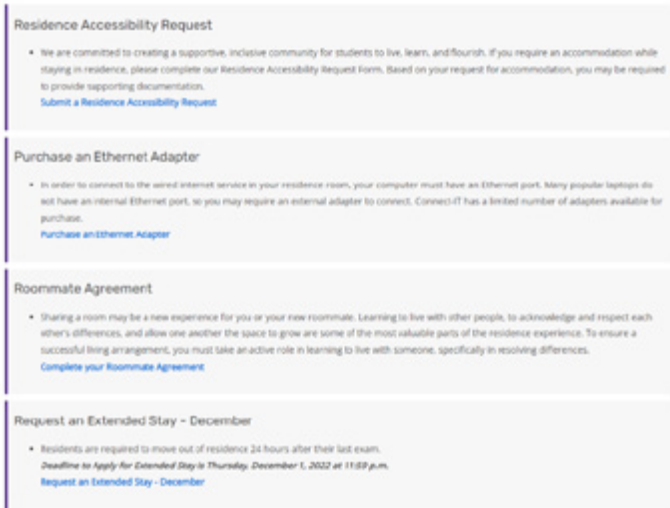 Residence Accessibility Request
• We are committed to creating a supportive, inclusive community for students to live, learn, and flourish. If you require an accommodation while
staying in residence, please complete our Residence Accessibility Request Form. Based on your request for accommodation, you may be required
to provide supporting documentation.
Submit a Residence Accessibility Request
Purchase an Ethernet Adapter
• In order to connect to the wired internet service in your residence room, your computer must have an Ethernet port. Many popular laptops do
not have an internal Ethernet port, so you may require an external adapter to connect. Connect-IT has a limited number of adapters available for
purchase.
Purchase an Ethernet Adapter
Roommate Agreement
• Sharing a room may be a new experience for you or your new roommate. Learning to live with other people, to acknowledge and respect each
other's differences, and allow one another the space to grow are some of the most valuable parts of the residence experience. To ensure a
successful living arrangement, you must take an active role in learning to live with someone, specifically in resolving differences.
Complete your Roommate Agreement
Request an Extended Stay – December
• Residents are required to move out of residence 24 hours after their last exam.
Deadline to Apply for Extended Stay is Thursday, December 1, 2022 at 11:59 p.m.
Request an Extended Stay - December